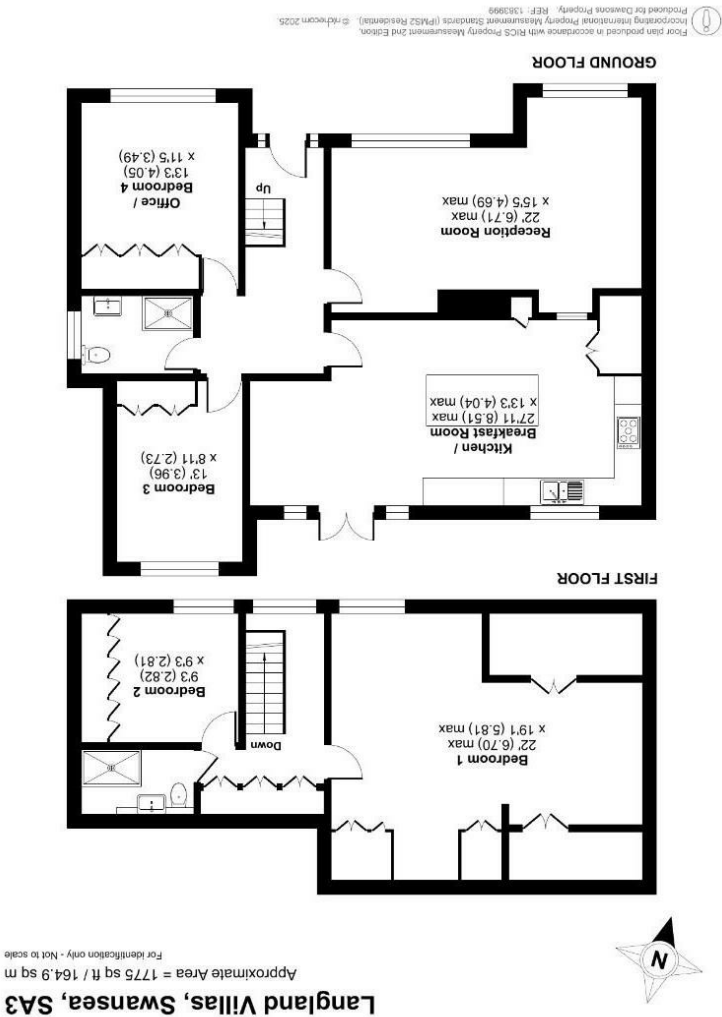 Langland Villas, Swansea, SA3
Approximate Area = 1775 sq ft / 164.9 sq m
For identification only - Not to scale
N
Bedroom 1
22' (6.70) max
x 19'1 (5.81) max
Down
Bedroom 2
9'3 (2.82)
x 9'3 (2.81)
FIRST FLOOR
Bedroom 3
13' (3.96)
x 8'11 (2.73)
Kitchen /
Breakfast Room
27'11 (8.51) max
x 13'3 (4.04) max
Reception Room
22' (6.71) max
x 15'5 (4.69) max
Up
Office /
Bedroom 4
13'3 (4.05)
x 11'5 (3.49)
GROUND FLOOR
Floor plan produced in accordance with RICS Property Measurement 2nd Edition,
Incorporating International Property Measurement Standards (IPMS2 Residential). © nichecom 2025.
Produced for Dawsons Property. REF: 1383999